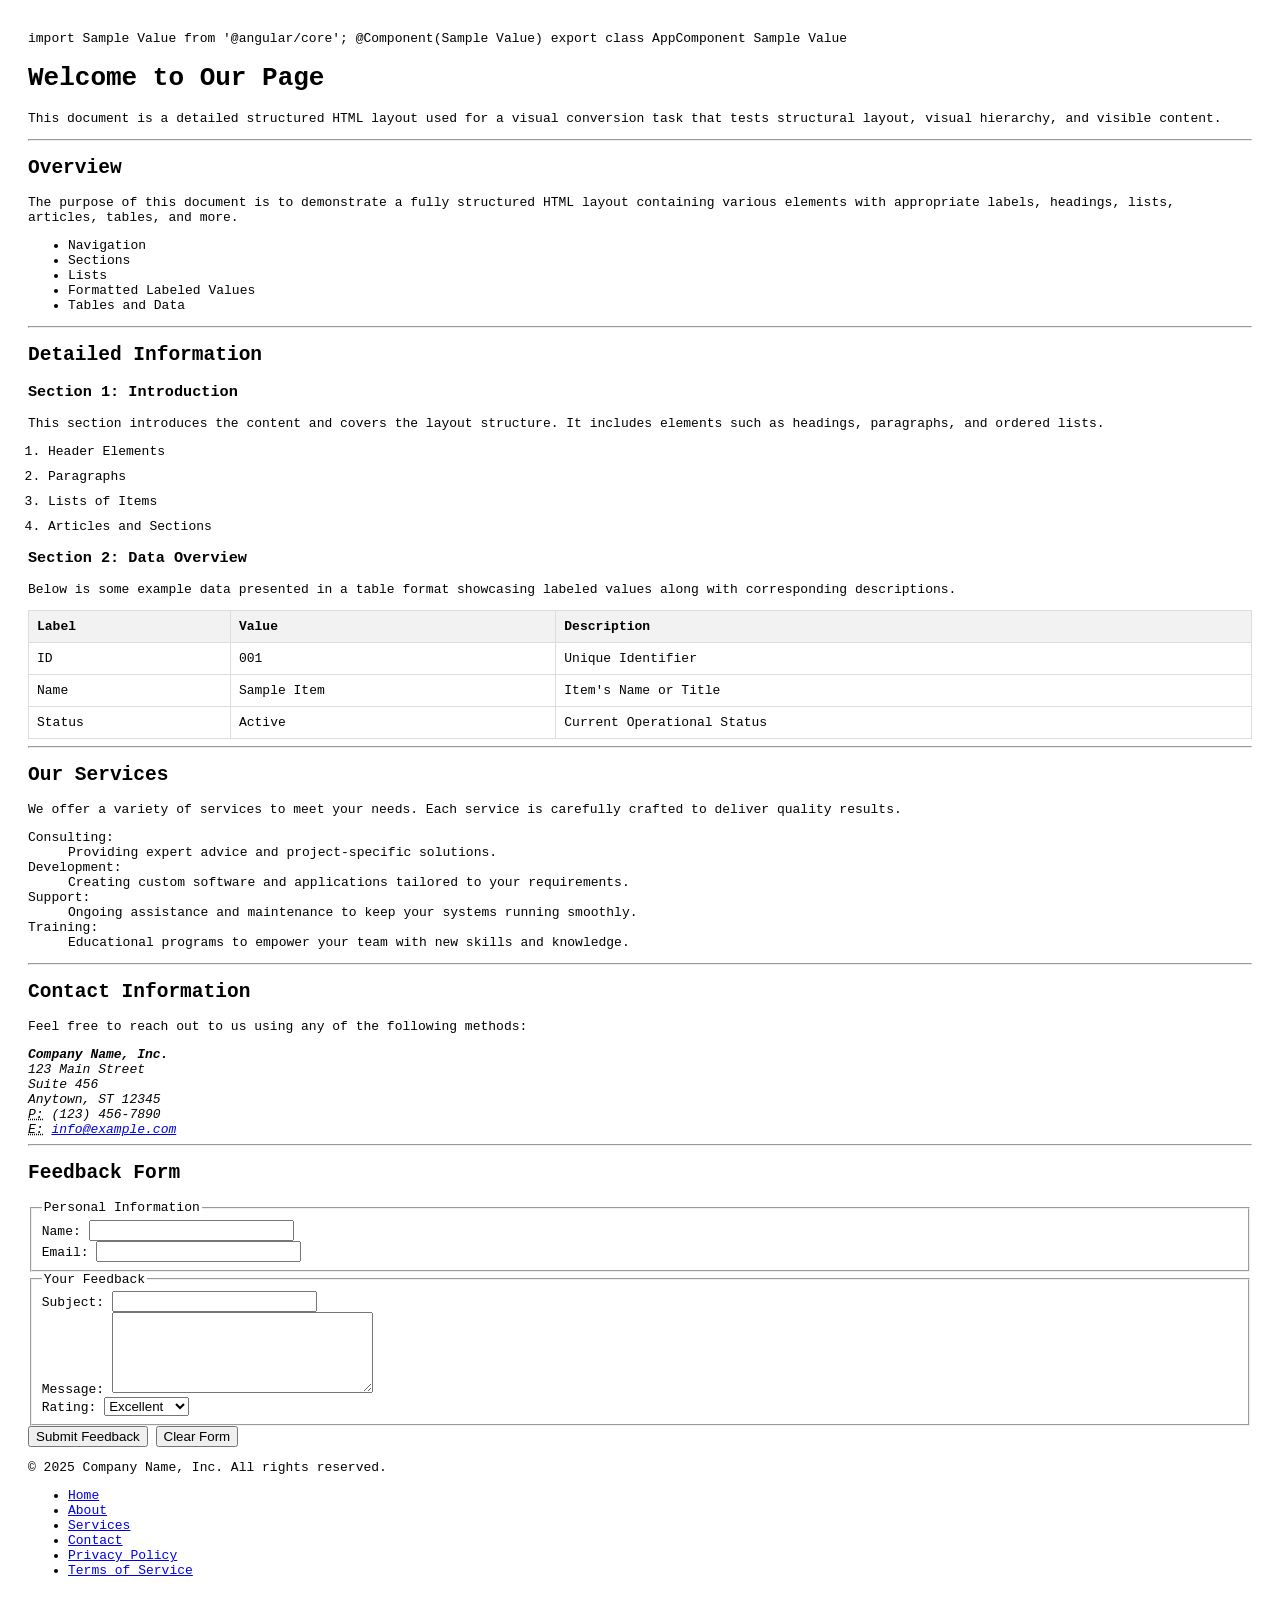 import Sample Value from '@angular/core'; @Component(Sample Value) export class AppComponent Sample Value
Welcome to Our Page
This document is a detailed structured HTML layout used for a visual conversion task that tests structural layout, visual hierarchy, and visible content.
Overview
The purpose of this document is to demonstrate a fully structured HTML layout containing various elements with appropriate labels, headings, lists,
articles, tables, and more.
• Navigation
• Sections
• Lists
• Formatted Labeled Values
• Tables and Data
Detailed Information
Section 1: Introduction
This section introduces the content and covers the layout structure. It includes elements such as headings, paragraphs, and ordered lists.
1. Header Elements
2. Paragraphs
3. Lists of Items
4. Articles and Sections
Section 2: Data Overview
Below is some example data presented in a table format showcasing labeled values along with corresponding descriptions.
Label Value Description
ID 001 Unique Identifier
Name Sample Item Item's Name or Title
Status Active Current Operational Status
Our Services
We offer a variety of services to meet your needs. Each service is carefully crafted to deliver quality results.
Consulting:
Providing expert advice and project-specific solutions.
Development:
Creating custom software and applications tailored to your requirements.
Support:
Ongoing assistance and maintenance to keep your systems running smoothly.
Training:
Educational programs to empower your team with new skills and knowledge.
Contact Information
Feel free to reach out to us using any of the following methods:
Company Name, Inc.
123 Main Street
Suite 456
Anytown, ST 12345
P: (123) 456-7890
E: info@example.com
Feedback Form
Personal Information
Name:
Email:
Your Feedback
Subject:
Message:
Rating: Excellent
Submit Feedback Clear Form
© 2025 Company Name, Inc. All rights reserved.
• Home
• About
• Services
• Contact
• Privacy Policy
• Terms of Service